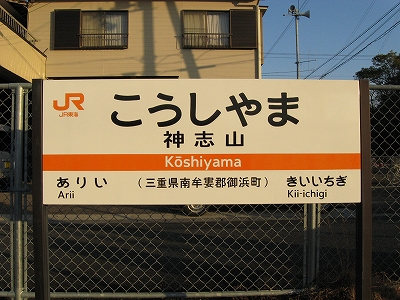 JR
JR東海
こうしやま
神志山
Kōshiyama
ありい (三重県南牟婁郡御浜町) きいいちぎ
Arii Kii-ichigi